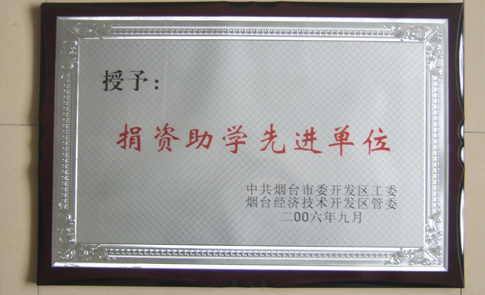 授予：
捐资助学先进单位
中共烟台市委开发区工委
烟台经济技术开发区管委
二00六年九月